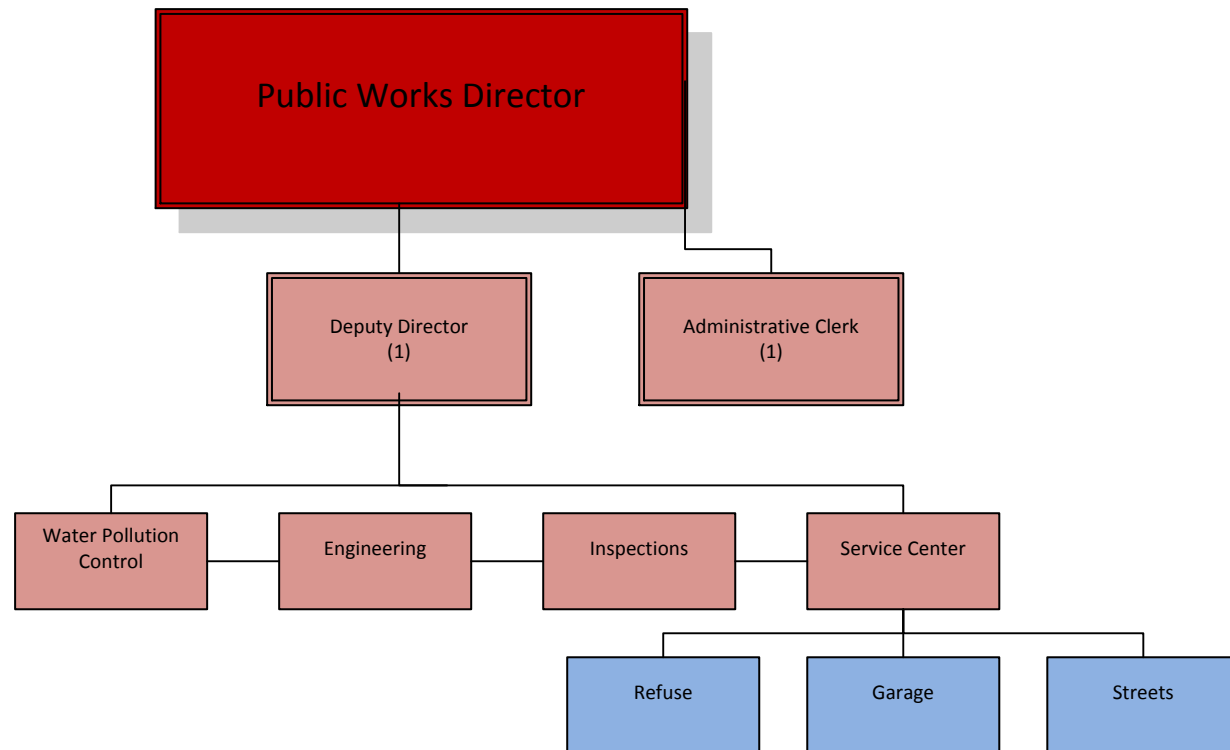 Public Works Director
Deputy Director
(1)
Administrative Clerk
(1)
Water Pollution
Control
Engineering
Inspections
Service Center
Refuse
Garage
Streets